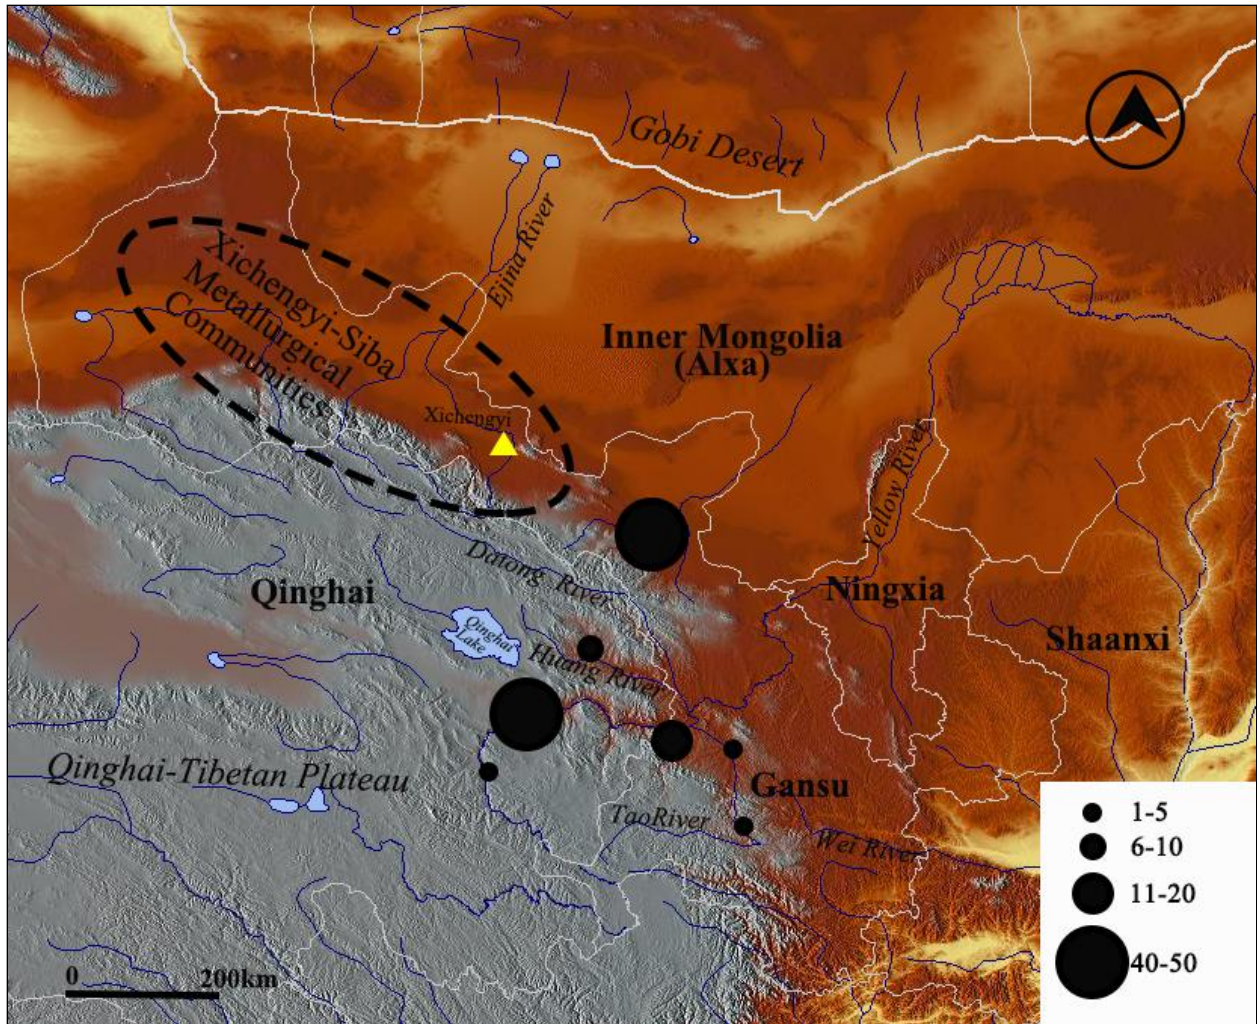 Gobi Desert
Ejina River
Xichengyi-Siba
Metallurgical
Communities
Inner Mongolia
(Alxa)
Xichengyi
Yellow River
Datong River
Qinghai
Ningxia
Qinghai
Lake
Shaanxi
Huang River
Qinghai-Tibetan Plateau
Gansu
TaoRiver
Wei River
1-5
6-10
11-20
40-50
0 200km